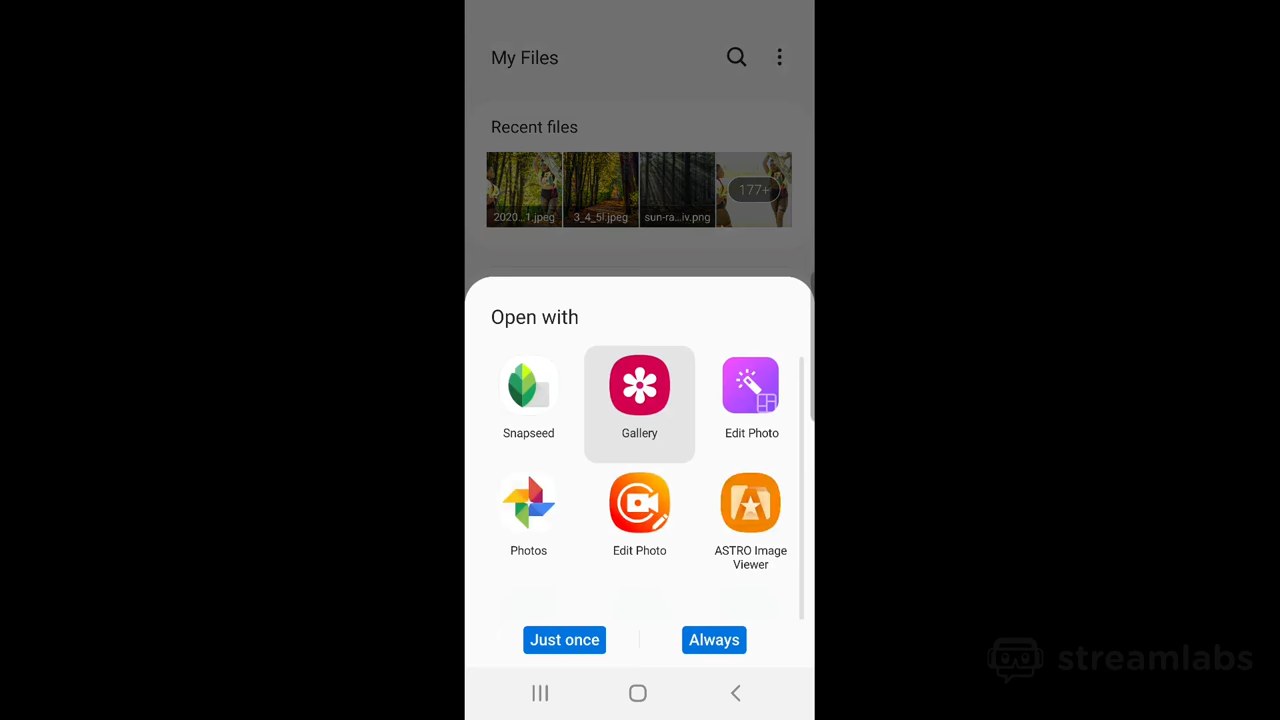 My Files
Recent files
2020...1.jpeg
3_4_5l.jpeg
sun-ra...iv.png
177+
Open with
Snapseed
Gallery
Edit Photo
Photos
Edit Photo
ASTRO Image
Viewer
Just once
Always
streamlabs